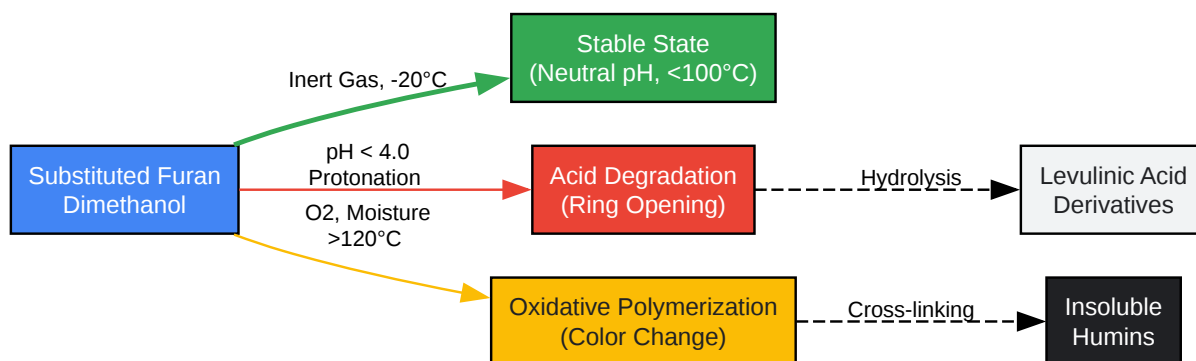 Stable State
(Neutral pH, <100°C)
Inert Gas, -20°C
Substituted Furan
Dimethanol
pH < 4.0
Protonation
Acid Degradation
(Ring Opening)
Hydrolysis
Levulinic Acid
Derivatives
O2, Moisture
>120°C
Oxidative Polymerization
(Color Change)
Cross-linking
Insoluble
Humins